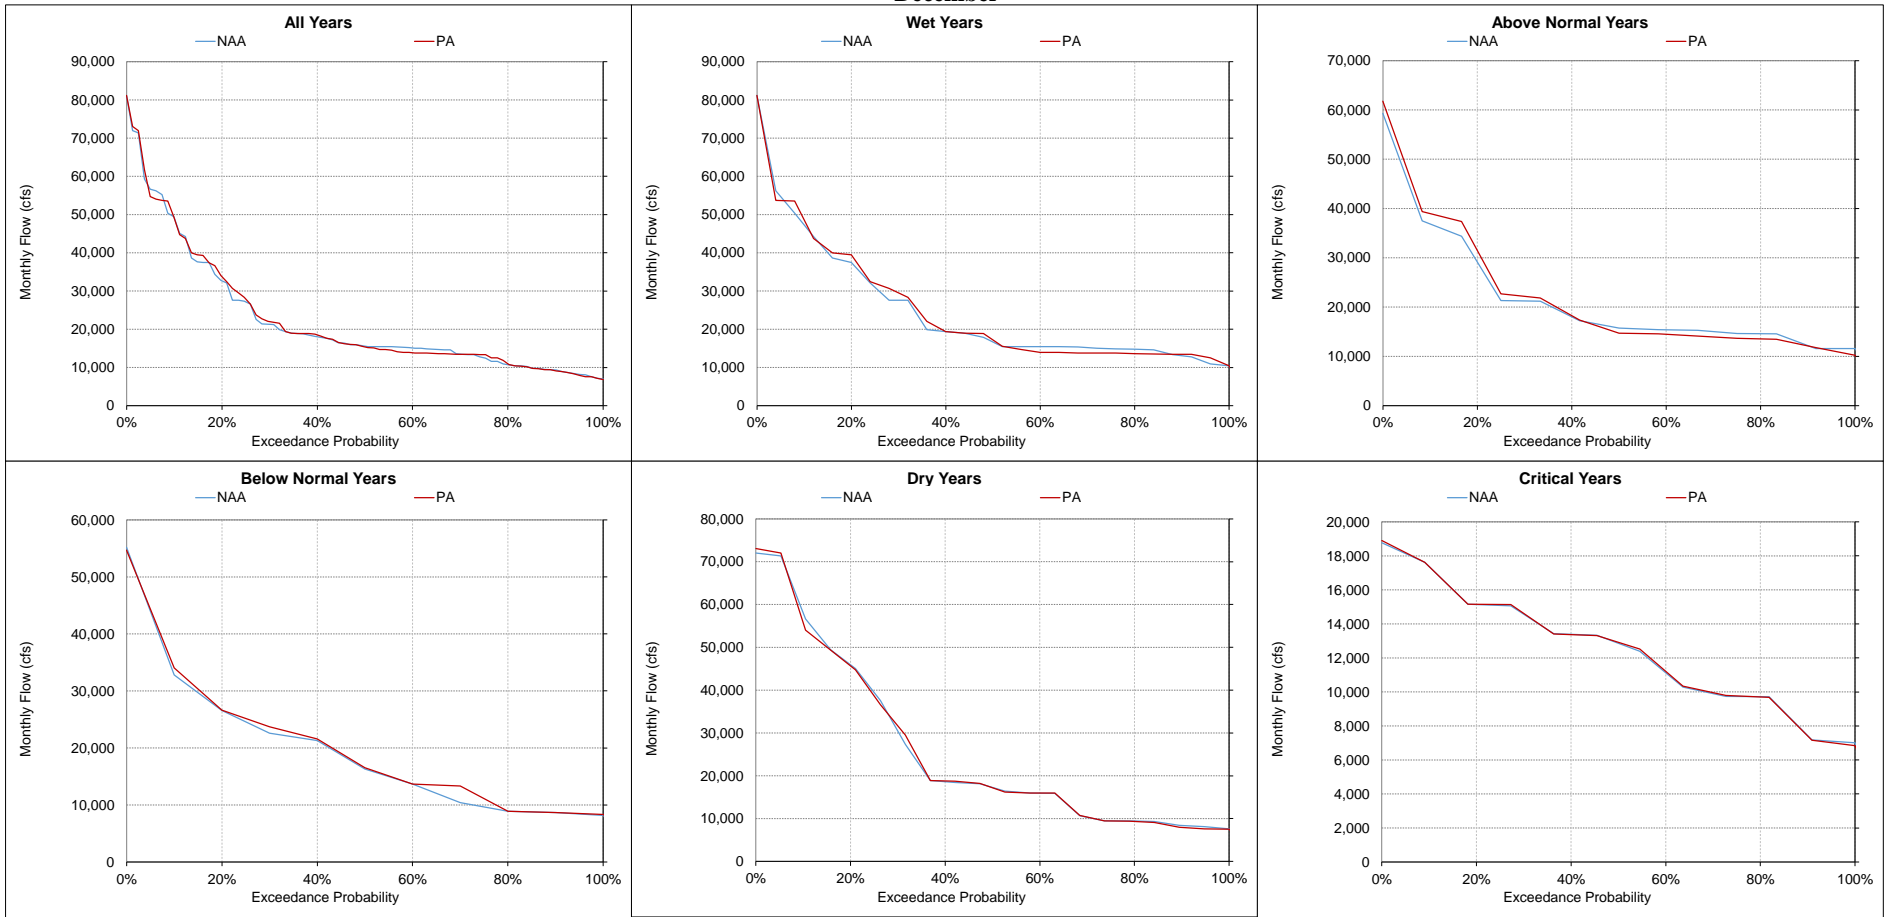 December
All Years
NAA PA
90,000
80,000
70,000
60,000
50,000
40,000
30,000
20,000
10,000
0
0% 20% 40% 60% 80% 100%
Monthly Flow (cfs)
Exceedance Probability
Wet Years
NAA PA
90,000
80,000
70,000
60,000
50,000
40,000
30,000
20,000
10,000
0
0% 20% 40% 60% 80% 100%
Monthly Flow (cfs)
Exceedance Probability
Above Normal Years
NAA PA
70,000
60,000
50,000
40,000
30,000
20,000
10,000
0
0% 20% 40% 60% 80% 100%
Monthly Flow (cfs)
Exceedance Probability
Below Normal Years
NAA PA
60,000
50,000
40,000
30,000
20,000
10,000
0
0% 20% 40% 60% 80% 100%
Monthly Flow (cfs)
Exceedance Probability
Dry Years
NAA PA
80,000
70,000
60,000
50,000
40,000
30,000
20,000
10,000
0
0% 20% 40% 60% 80% 100%
Monthly Flow (cfs)
Exceedance Probability
Critical Years
NAA PA
20,000
18,000
16,000
14,000
12,000
10,000
8,000
6,000
4,000
2,000
0
0% 20% 40% 60% 80% 100%
Monthly Flow (cfs)
Exceedance Probability